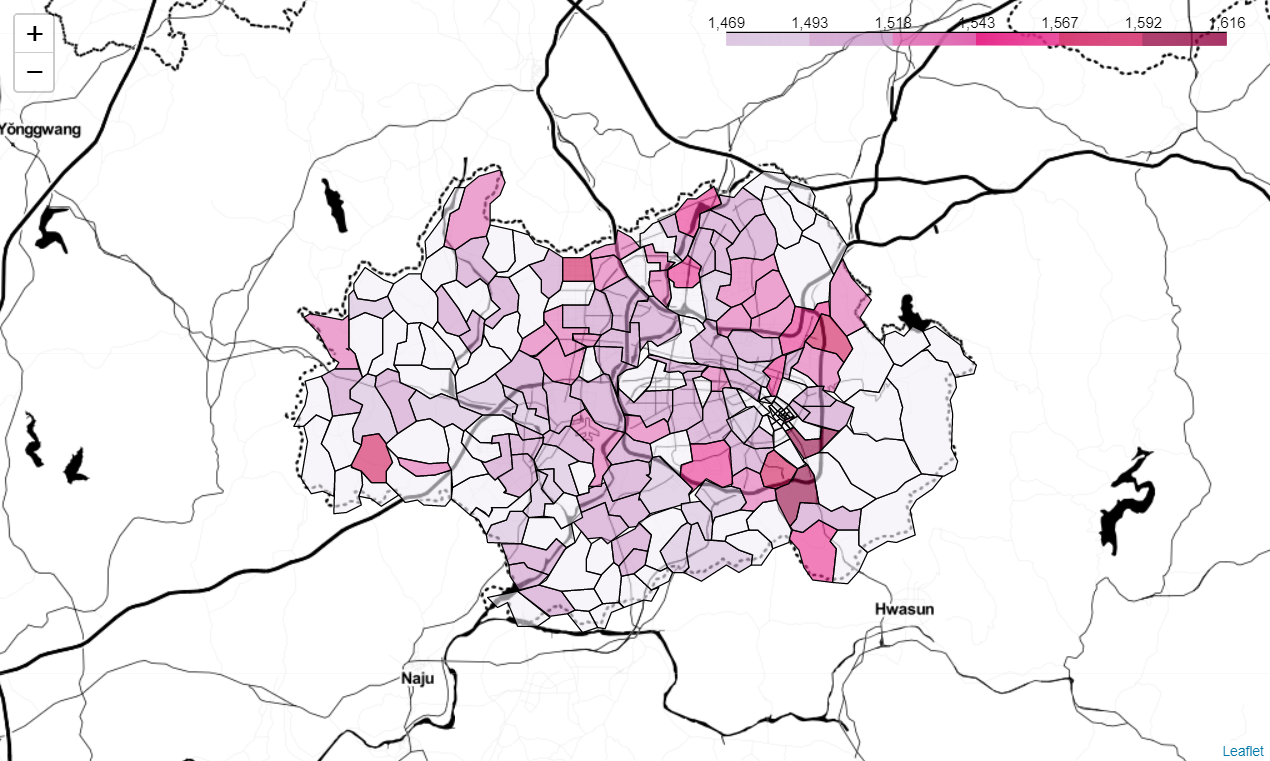 +
−
1,469 1,493 1,518 1,543 1,567 1,592 1,616
Yŏnggwang
Hwasun
Naju
Leaflet